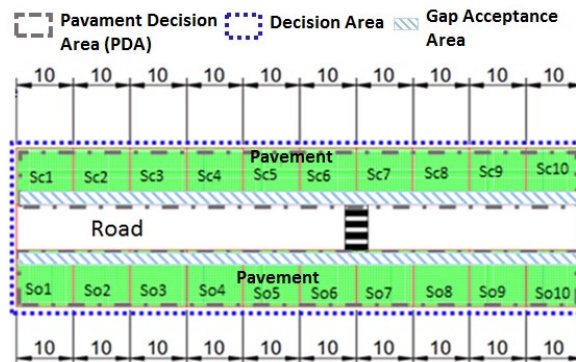 Pavament Decision
Area (PDA)
Decision Area
Gap Acceptance
Area
10 10 10 10 10 10 10 10 10 10
Pavement
Sc1 Sc2 Sc3 Sc4 Sc5 Sc6 Sc7 Sc8 Sc9 Sc10
Road
Pavement
So1 So2 So3 So4 So5 So6 So7 So8 So9 So10
10 10 10 10 10 10 10 10 10 10